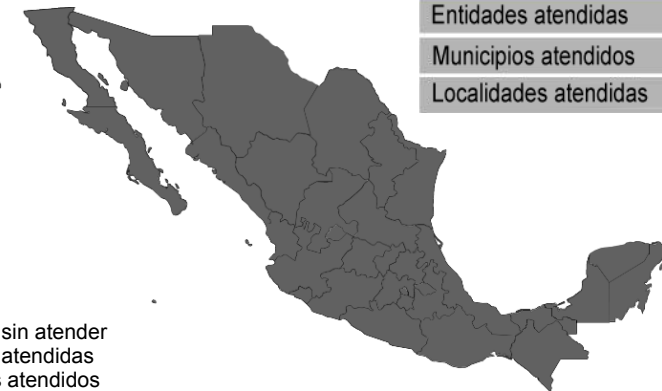 Entidades atendidas
Municipios atendidos
Localidades atendidas
sin atender
atendidas
atendidos